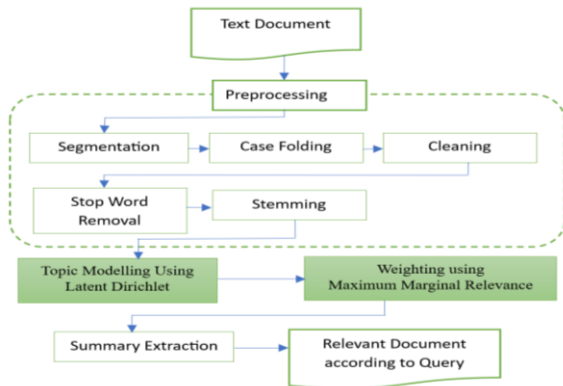 Text Document
Preprocessing
Segmentation
Case Folding
Cleaning
Stop Word
Removal
Stemming
Topic Modelling Using
Latent Dirichlet
Weighting using
Maximum Marginal Relevance
Summary Extraction
Relevant Document
according to Query